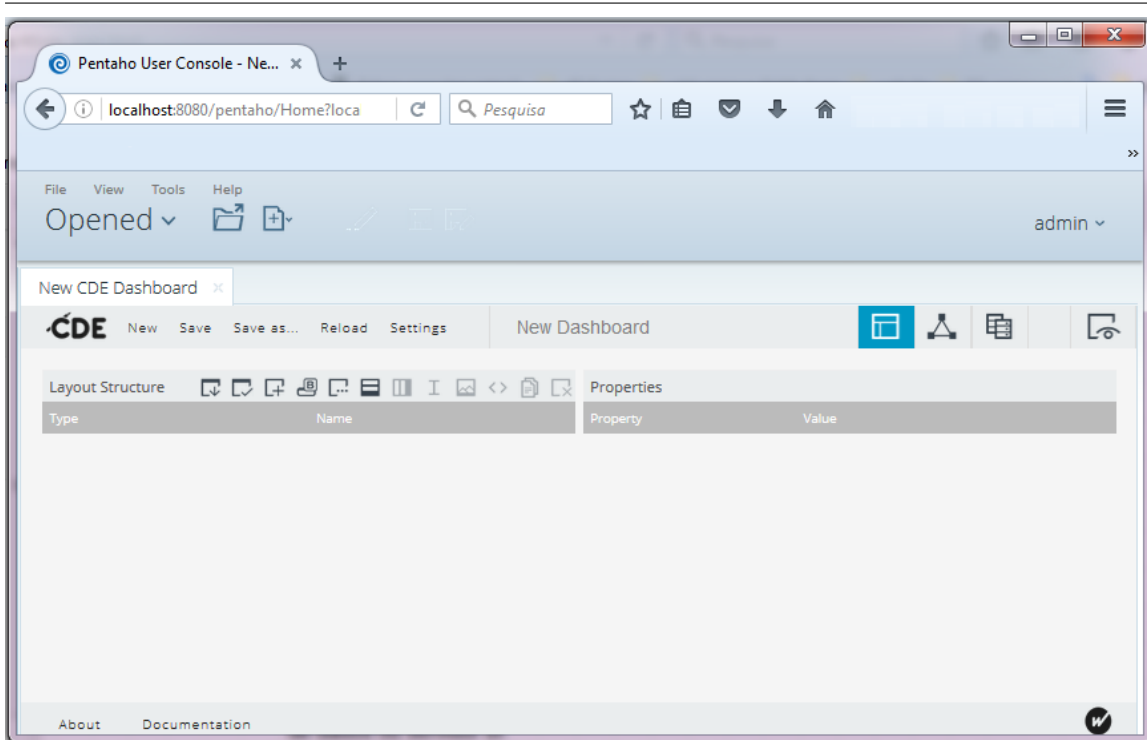 Pentaho User Console - Ne...
localhost:8080/pentaho/Home?loca
Pesquisa
File View Tools Help
Opened
admin
New CDE Dashboard
CDE New Save Save as... Reload Settings New Dashboard
Layout Structure Properties
Type Name Property Value
About Documentation